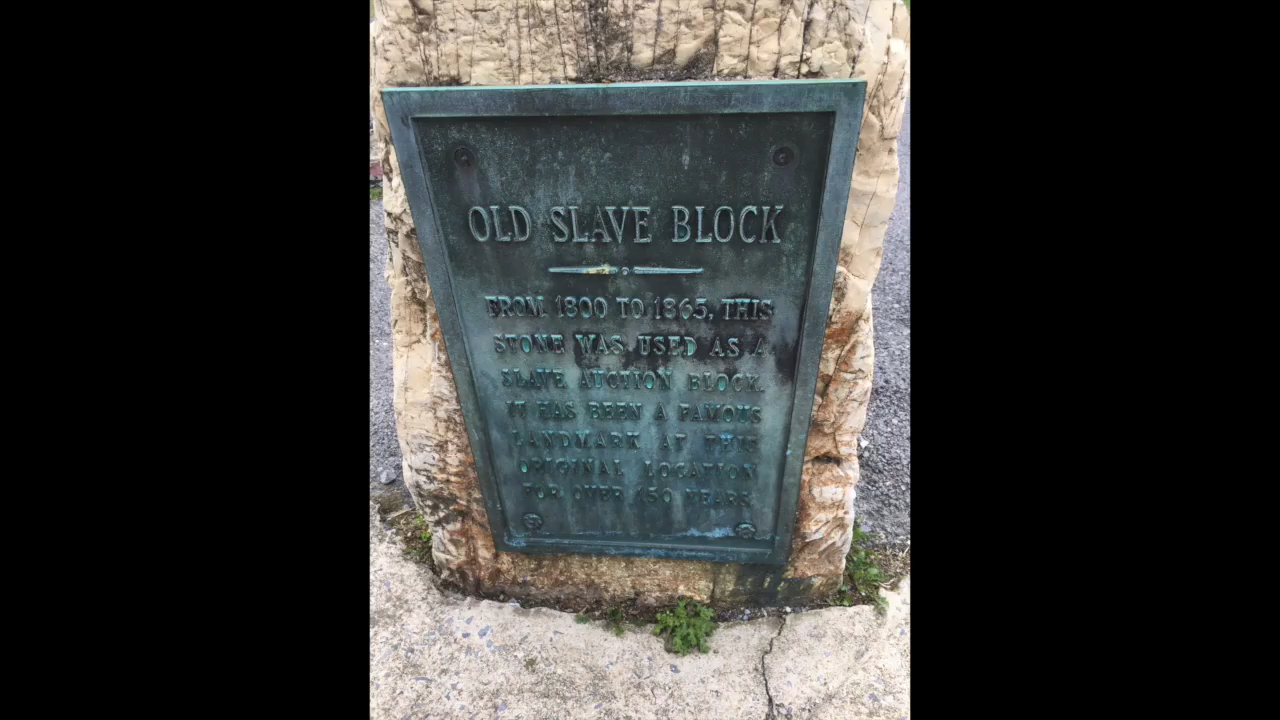 OLD SLAVE BLOCK
FROM 1800 TO 1865, THIS
STONE WAS USED AS A
SLAVE AUCTION BLOCK.
IT HAS BEEN A FAMOUS
LANDMARK AT THIS
ORIGINAL LOCATION
FOR OVER 150 YEARS.